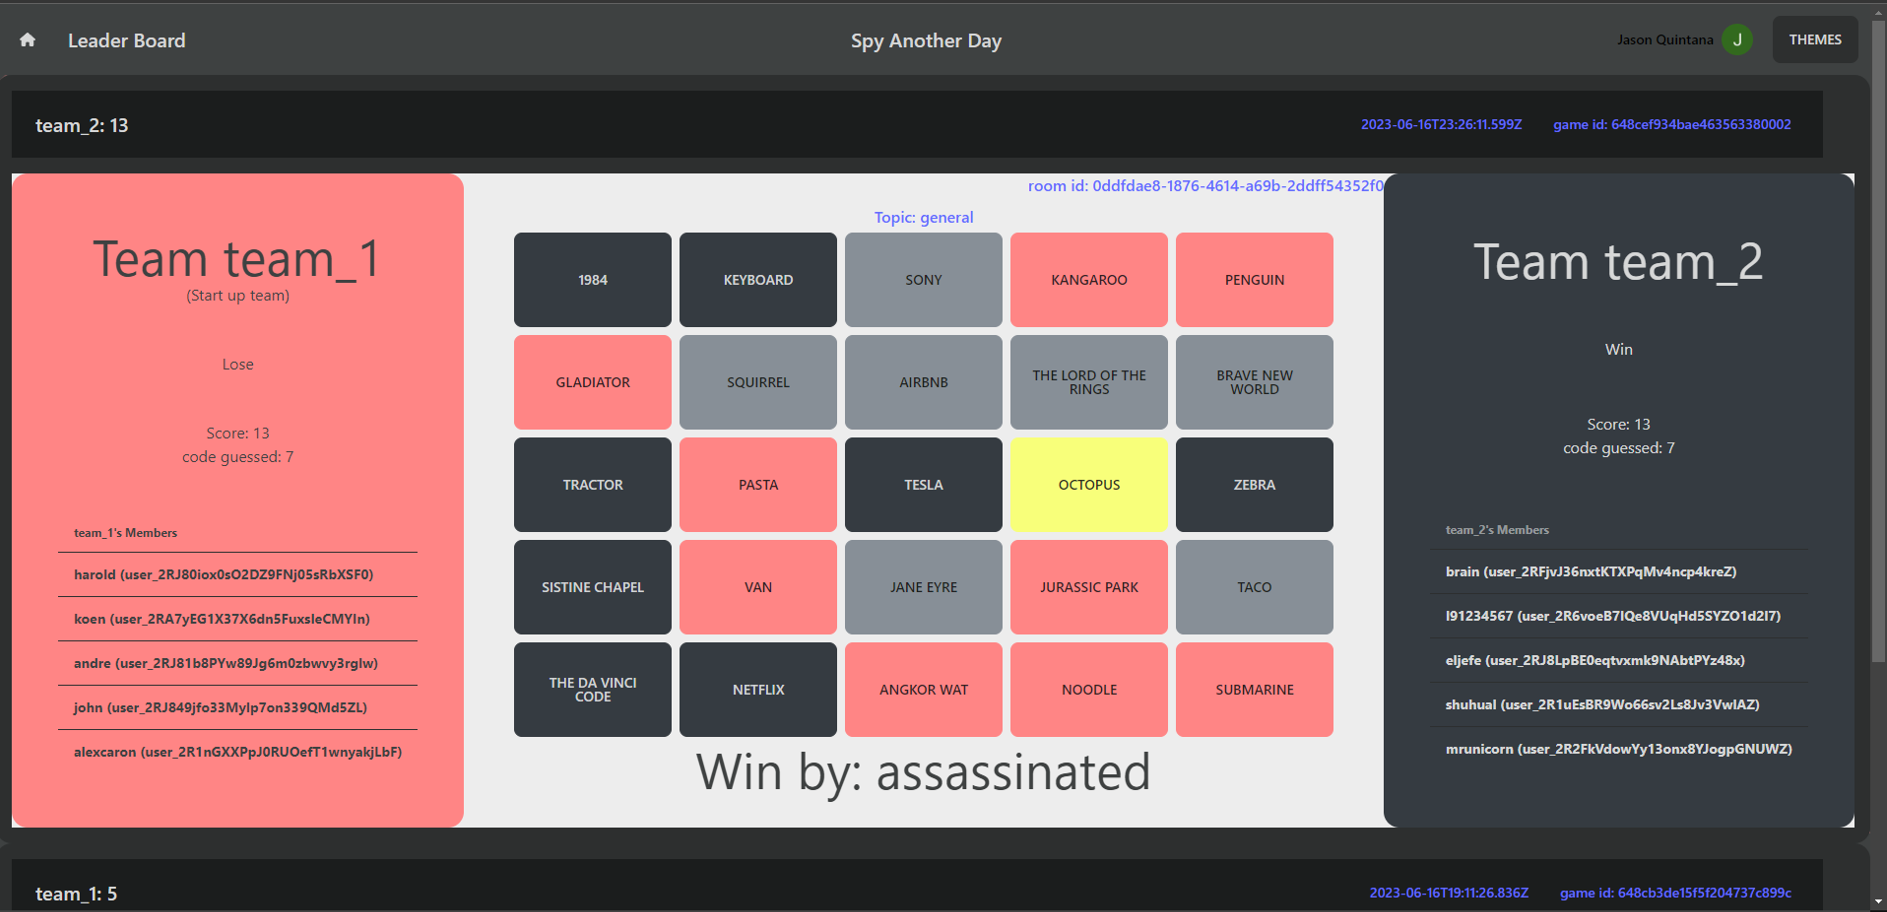 Leader Board
Spy Another Day
Jason Quintana
J
THEMES
team_2: 13
2023-06-16T23:26:11.599Z
game id: 648cef934bae463563380002
Team team_1
(Start up team)
Lose
Score: 13
code guessed: 7
team_1's Members
harold (user_2RJ80iox0sO2DZ9FNj05sRbXSF0)
koen (user_2RA7yEG1X37X6dn5FuxsleCMYIn)
andre (user_2RJ81b8PYw89Jg6m0zbwvy3rglw)
john (user_2RJ849jfo33Mylp7on339QMd5ZL)
alexcaron (user_2R1nGXXPpJ0RUOefT1wnyakjLbF)
room id: 0ddfdae8-1876-4614-a69b-2ddff54352f0
Topic: general
1984
KEYBOARD
SONY
KANGAROO
PENGUIN
GLADIATOR
SQUIRREL
AIRBNB
THE LORD OF THE
RINGS
BRAVE NEW
WORLD
TRACTOR
PASTA
TESLA
OCTOPUS
ZEBRA
SISTINE CHAPEL
VAN
JANE EYRE
JURASSIC PARK
TACO
THE DA VINCI
CODE
NETFLIX
ANGKOR WAT
NOODLE
SUBMARINE
Win by: assassinated
Team team_2
Win
Score: 13
code guessed: 7
team_2's Members
brain (user_2RFjvJ36nxtKTXPqMv4ncp4kreZ)
l91234567 (user_2R6voeB7IQe8VUqHd5SYZO1d2I7)
eljefe (user_2RJ8LpBE0eqtvxmk9NAbtPYz48x)
shuhual (user_2R1uEsBR9Wo66sv2Ls8Jv3VwIAZ)
mrunicorn (user_2R2FkVdowYy13onx8YJogpGNUWZ)
team_1: 5
2023-06-16T19:11:26.836Z
game id: 648cb3de15f5f204737c899c